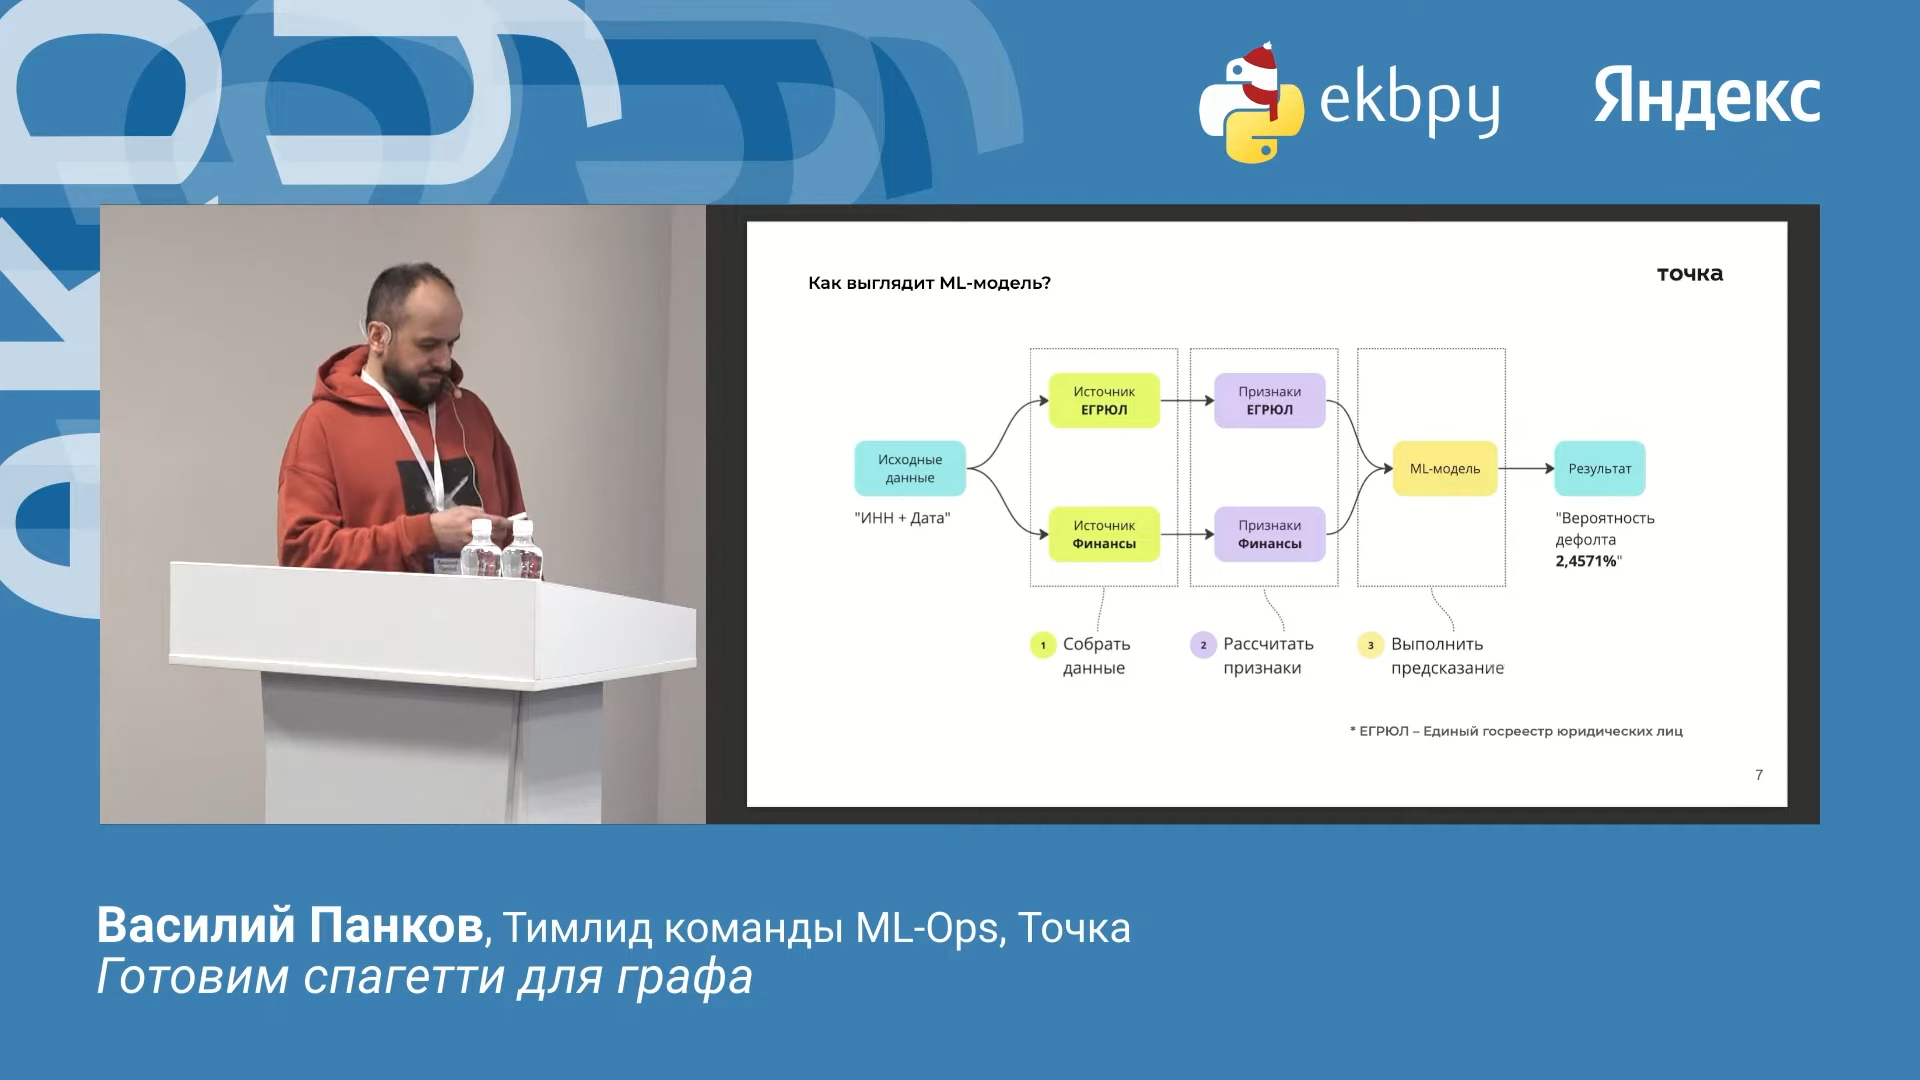 ekbpy
Яндекс
Как выглядит ML-модель?
точка
Исходные
данные
"ИНН + Дата"
Источник
ЕГРЮЛ
Источник
Финансы
Признаки
ЕГРЮЛ
Признаки
Финансы
ML-модель
Результат
"Вероятность
дефолта
2,4571%"
1 Собрать
данные
2 Рассчитать
признаки
3 Выполнить
предсказание
* ЕГРЮЛ – Единый госреестр юридических лиц
7
Василий Панков, Тимлид команды ML-Ops, Точка
Готовим спагетти для графа